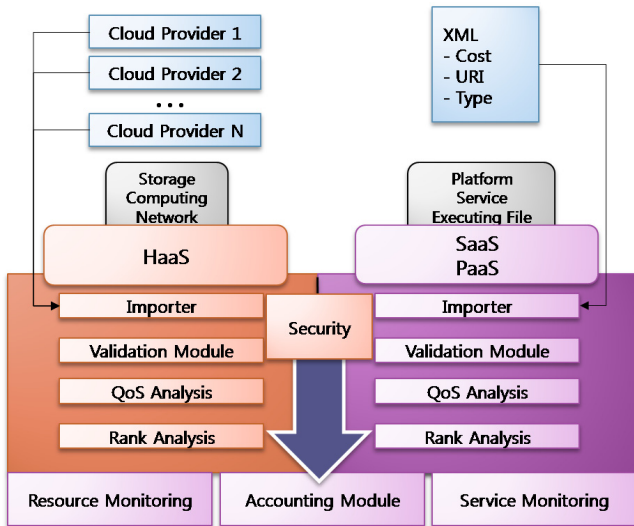 Cloud Provider 1
Cloud Provider 2
...
Cloud Provider N
XML
- Cost
- URI
- Type
Storage
Computing
Network
Platform
Service
Executing File
HaaS
SaaS
PaaS
Importer
Validation Module
QoS Analysis
Rank Analysis
Security
Importer
Validation Module
QoS Analysis
Rank Analysis
Resource Monitoring
Accounting Module
Service Monitoring